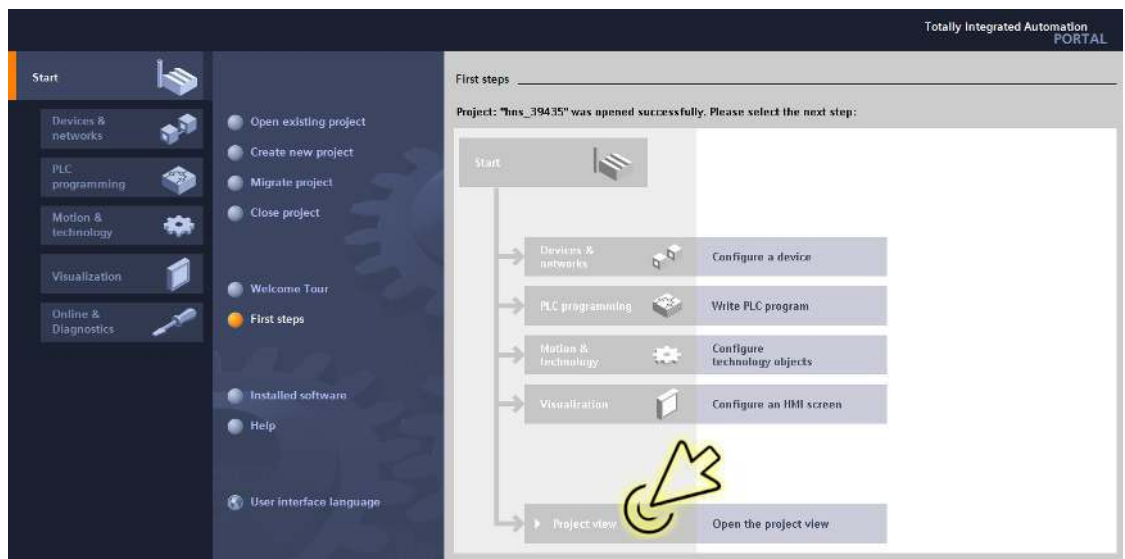 Totally Integrated Automation
PORTAL
Start
Devices &
networks
PLC
programming
Motion &
technology
Visualization
Online &
Diagnostics
Open existing project
Create new project
Migrate project
Close project
Welcome Tour
First steps
Installed software
Help
User interface language
First steps
Project: "hns_39435" was opened successfully. Please select the next step:
Start
Devices &
networks
Configure a device
PLC programming
Write PLC program
Motion &
technology
Configure
technology objects
Visualization
Configure an HMI screen
Project view
Open the project view